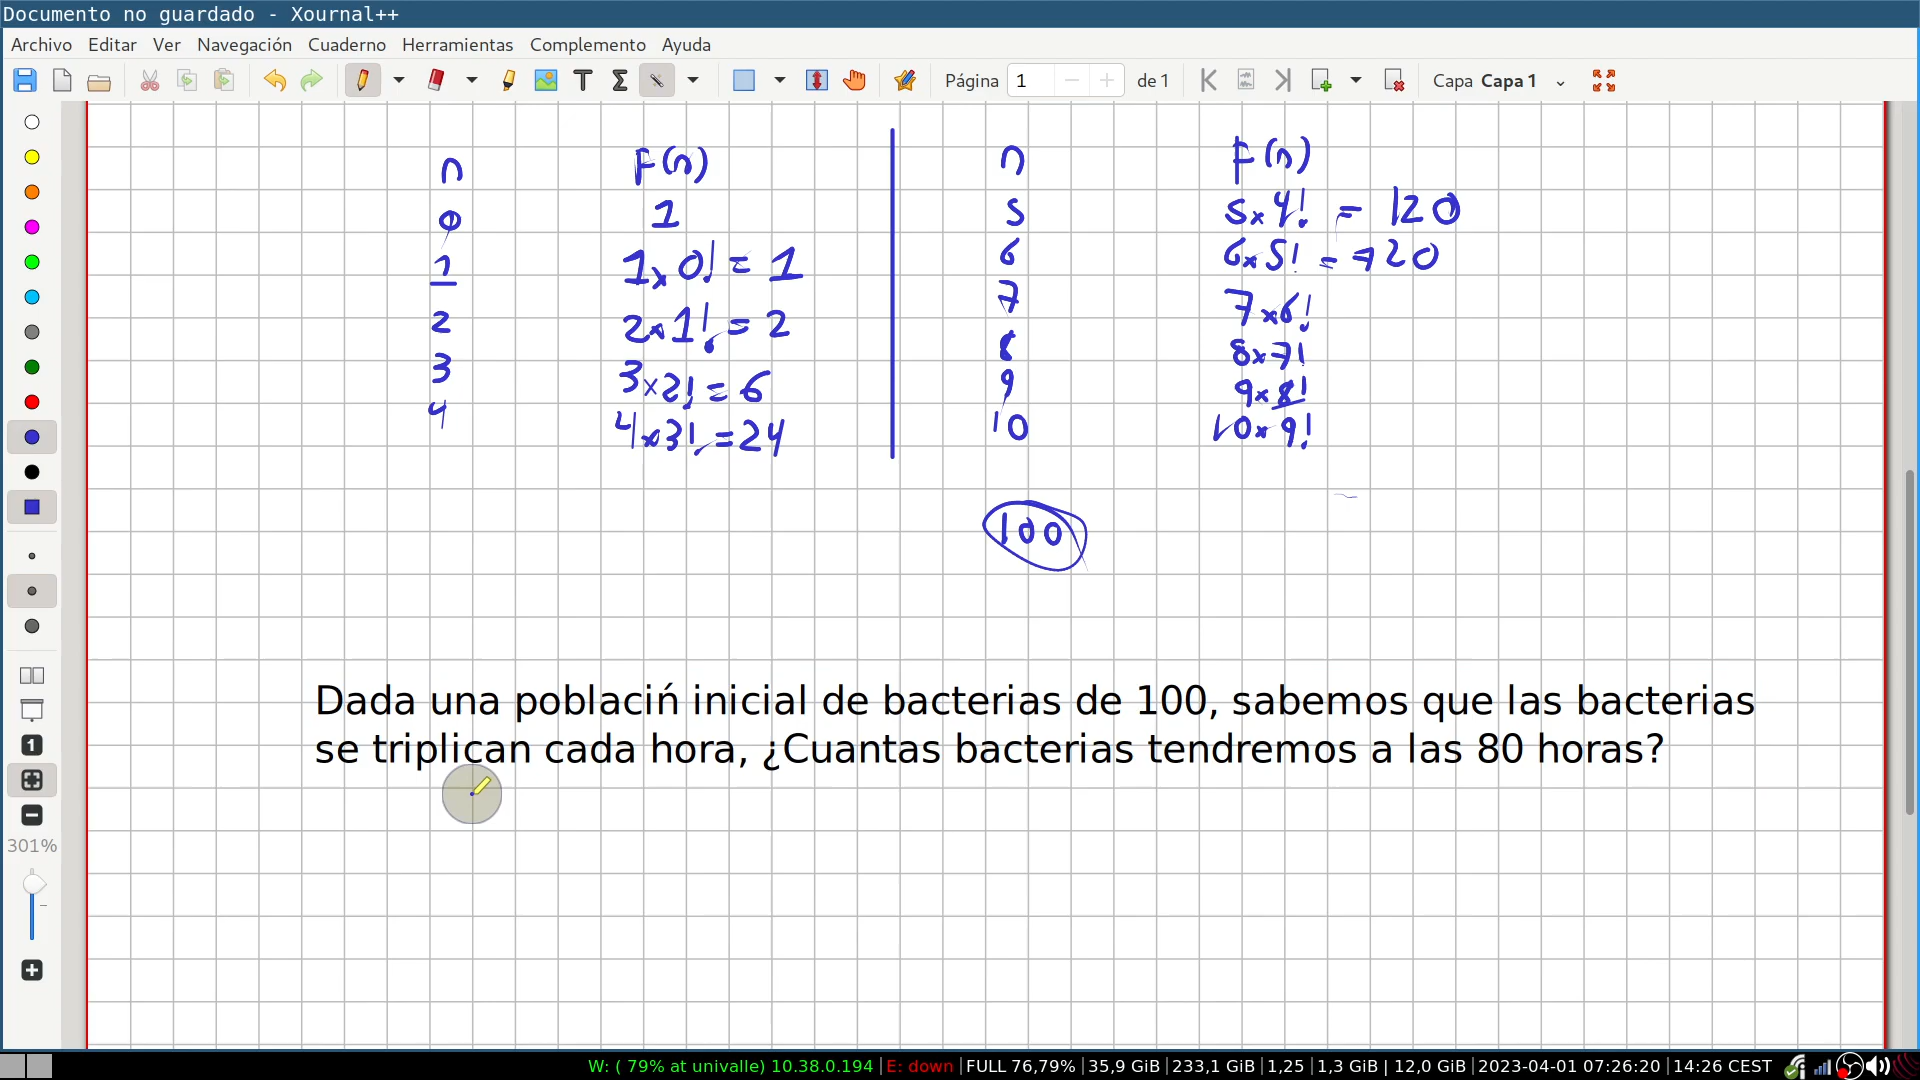 Documento no guardado - Xournal++
Archivo Editar Ver Navegación Cuaderno Herramientas Complemento Ayuda
Página 1 de 1 Capa Capa 1
n F(n) n F(n)
0 1 5 5x4! = 120
1 1x0! = 1 6 6x5! = 720
2 2x1! = 2 7 7x6!
3 3x2! = 6 8 8x7!
4 4x3! = 24 9 9x8!
10 10x9!
100
Dada una poblaciń inicial de bacterias de 100, sabemos que las bacterias
se triplican cada hora, ¿Cuantas bacterias tendremos a las 80 horas?
301%
W: ( 79% at univalle) 10.38.0.194 | E: down | FULL 76,79% | 35,9 GiB | 233,1 GiB | 1,25 | 1,3 GiB | 12,0 GiB | 2023-04-01 07:26:20 | 14:26 CEST